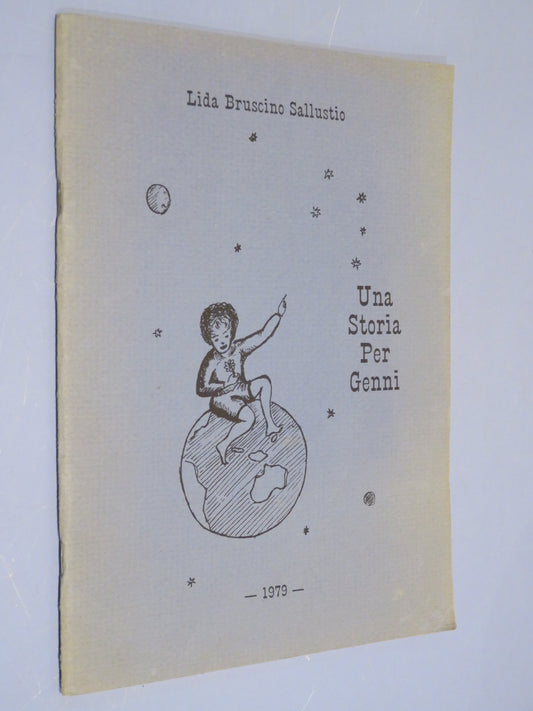 Lida Bruscino Sallustio
Una
Storia
Per
Genni
— 1979 —